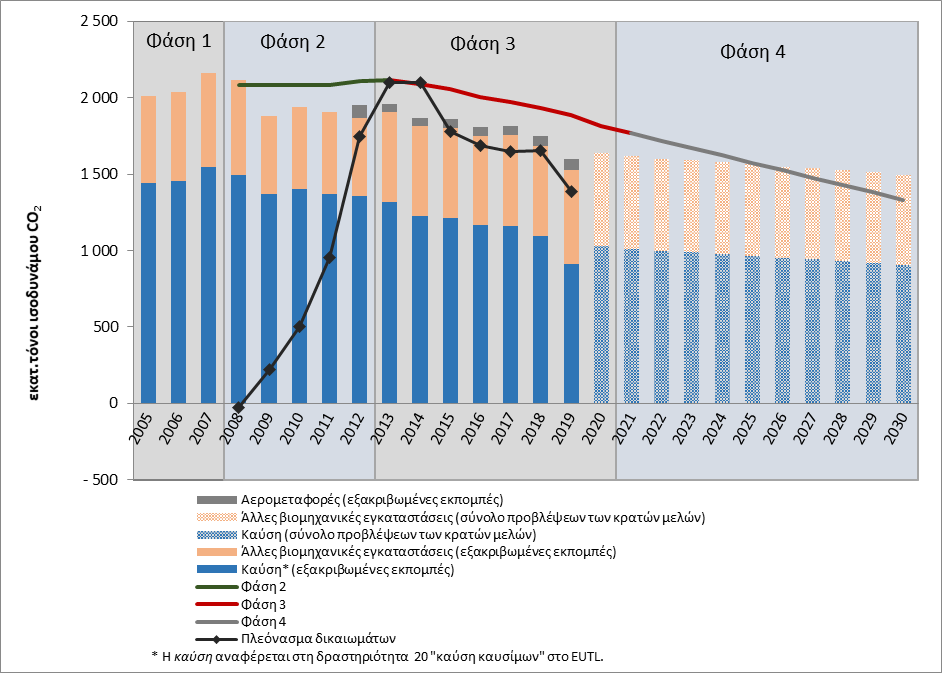 Φάση 1
Φάση 2
Φάση 3
Φάση 4
εκατ.τόνοι ισοδυνάμου CO₂
2 500
2 000
1 500
1 000
500
0
- 500
2005
2006
2007
2008
2009
2010
2011
2012
2013
2014
2015
2016
2017
2018
2019
2020
2021
2022
2023
2024
2025
2026
2027
2028
2029
2030
Αερομεταφορές (εξακριβωμένες εκπομπές)
Άλλες βιομηχανικές εγκαταστάσεις (σύνολο προβλέψεων των κρατών μελών)
Καύση (σύνολο προβλέψεων των κρατών μελών)
Άλλες βιομηχανικές εγκαταστάσεις (εξακριβωμένες εκπομπές)
Καύση* (εξακριβωμένες εκπομπές)
Φάση 2
Φάση 3
Φάση 4
Πλεόνασμα δικαιωμάτων
* Η καύση αναφέρεται στη δραστηριότητα 20 "καύση καυσίμων" στο EUTL.